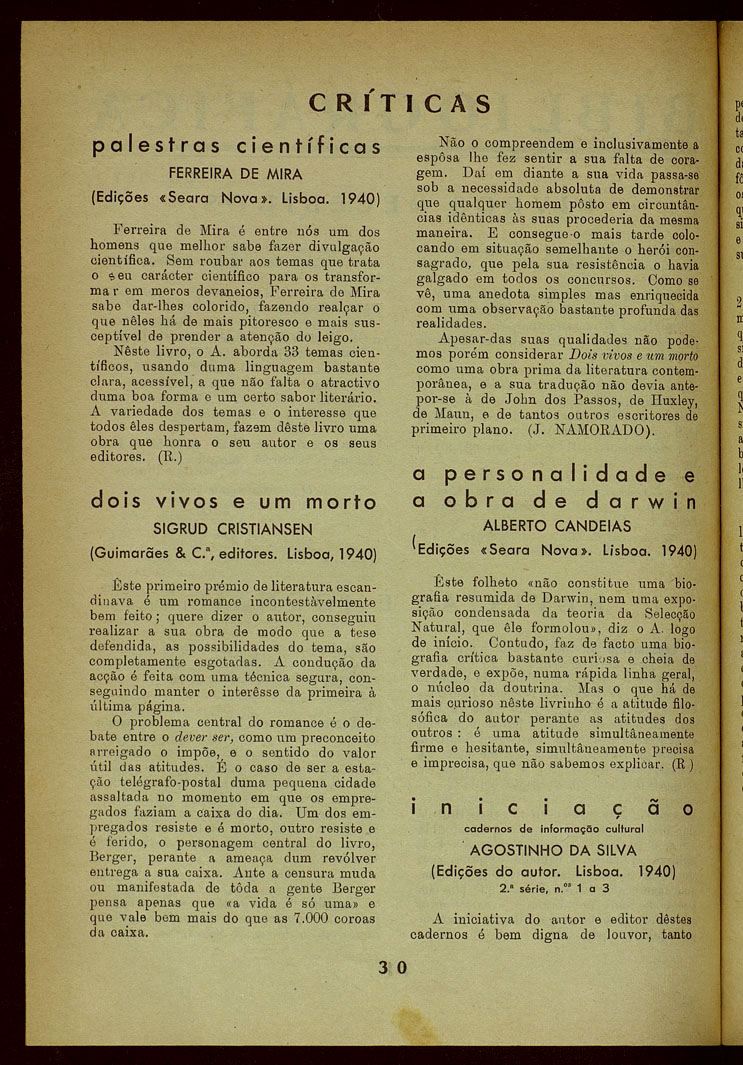 CRÍTICAS
palestras científicas
FERREIRA DE MIRA
(Edições «Seara Nova». Lisboa. 1940)
Ferreira de Mira é entre nós um dos
homens que melhor sabe fazer divulgação
científica. Sem roubar aos temas que trata
o seu carácter científico para os transfor-
mar em meros devaneios, Ferreira de Mira
sabe dar-lhes colorido, fazendo realçar o
que nêles há de mais pitoresco e mais sus-
ceptível de prender a atenção do leigo.
Nêste livro, o A. aborda 33 temas cien-
tíficos, usando duma linguagem bastante
clara, acessível, a que não falta o atractivo
duma boa forma e um certo sabor literário.
A variedade dos temas e o interesse que
todos êles despertam, fazem dêste livro uma
obra que honra o seu autor e os seus
editores. (R.)
dois vivos e um morto
SIGRUD CRISTIANSEN
(Guimarães & C.ª, editores. Lisboa, 1940)
Êste primeiro prémio de literatura escan-
dinava é um romance incontestàvelmente
bem feito; quere dizer o autor, conseguiu
realizar a sua obra de modo que a tese
defendida, as possibilidades do tema, são
completamente esgotadas. A condução da
acção é feita com uma técnica segura, con-
seguindo manter o interêsse da primeira à
última página.
O problema central do romance é o de-
bate entre o dever ser, como um preconceito
arreigado o impõe, e o sentido do valor
útil das atitudes. É o caso de ser a esta-
ção telégrafo-postal duma pequena cidade
assaltada no momento em que os empre-
gados faziam a caixa do dia. Um dos em-
pregados resiste e é morto, outro resiste e
é ferido, o personagem central do livro,
Berger, perante a ameaça dum revólver
entrega a sua caixa. Ante a censura muda
ou manifestada de tôda a gente Berger
pensa apenas que «a vida é só uma» e
que vale bem mais do que as 7.000 coroas
da caixa.
Não o compreendem e inclusivamente a
espôsa lhe fez sentir a sua falta de cora-
gem. Daí em diante a sua vida passa-se
sob a necessidade absoluta de demonstrar
que qualquer homem pôsto em circuntân-
cias idênticas às suas procederia da mesma
maneira. E consegue-o mais tarde colo-
cando em situação semelhante o herói con-
sagrado, que pela sua resistência o havia
galgado em todos os concursos. Como se
vê, uma anedota simples mas enriquecida
com uma observação bastante profunda das
realidades.
Apesar-das suas qualidades não pode-
mos porém considerar Dois vivos e um morto
como uma obra prima da literatura contem-
porânea, e a sua tradução não devia ante-
por-se à de John dos Passos, de Huxley,
de Mann, e de tantos outros escritores de
primeiro plano. (J. NAMORADO).
a personalidade e
a obra de darwin
ALBERTO CANDEIAS
(Edições «Seara Nova». Lisboa. 1940)
Êste folheto «não constitue uma bio-
grafia resumida de Darwin, nem uma expo-
sição condensada da teoria da Selecção
Natural, que êle formolou», diz o A. logo
de início. Contudo, faz de facto uma bio-
grafia crítica bastante curiosa e cheia de
verdade, e expõe, numa rápida linha geral,
o núcleo da doutrina. Mas o que há de
mais curioso nêste livrinho é a atitude filo-
sófica do autor perante as atitudes dos
outros: é uma atitude simultâneamente
firme e hesitante, simultâneamente precisa
e imprecisa, que não sabemos explicar. (R )
iniciação
cadernos de informação cultural
AGOSTINHO DA SILVA
(Edições do autor. Lisboa. 1940)
2.ª série, n.ºs 1 a 3
A iniciativa do autor e editor dêstes
cadernos é bem digna de louvor, tanto
30